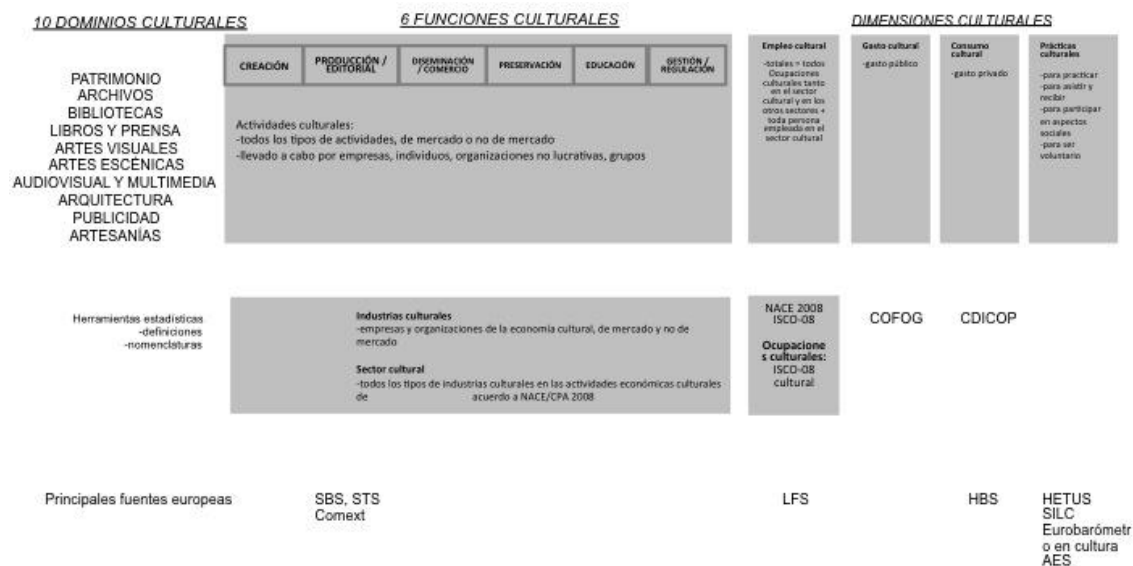 10 DOMINIOS CULTURALES
6 FUNCIONES CULTURALES
DIMENSIONES CULTURALES
PATRIMONIO
ARCHIVOS
BIBLIOTECAS
LIBROS Y PRENSA
ARTES VISUALES
ARTES ESCÉNICAS
AUDIOVISUAL Y MULTIMEDIA
ARQUITECTURA
PUBLICIDAD
ARTESANÍAS
CREACIÓN
PRODUCCIÓN /
EDITORIAL
DISEMINACIÓN
/ COMERCIO
PRESERVACIÓN
EDUCACIÓN
GESTIÓN /
REGULACIÓN
Actividades culturales:
-todos los tipos de actividades, de mercado o no de mercado
-llevado a cabo por empresas, individuos, organizaciones no lucrativas, grupos
Empleo cultural
-totales = todos
Ocupaciones
culturales tanto
en el sector
cultural y en los
otros sectores +
toda persona
empleada en el
sector cultural
Gasto cultural
-gasto público
Consumo
cultural
-gasto privado
Prácticas
culturales
-para practicar
-para asistir y
recibir
-para participar
en aspectos
sociales
-para ser
voluntario
Herramientas estadísticas
-definiciones
-nomenclaturas
Industrias culturales
-empresas y organizaciones de la economía cultural, de mercado y no de
mercado
Sector cultural
-todos los tipos de industrias culturales en las actividades económicas culturales
de acuerdo a NACE/CPA 2008
NACE 2008
ISCO-08
Ocupacione
s culturales:
ISCO-08
cultural
COFOG
CDICOP
Principales fuentes europeas
SBS, STS
Comext
LFS
HBS
HETUS
SILC
Eurobarómetr
o en cultura
AES